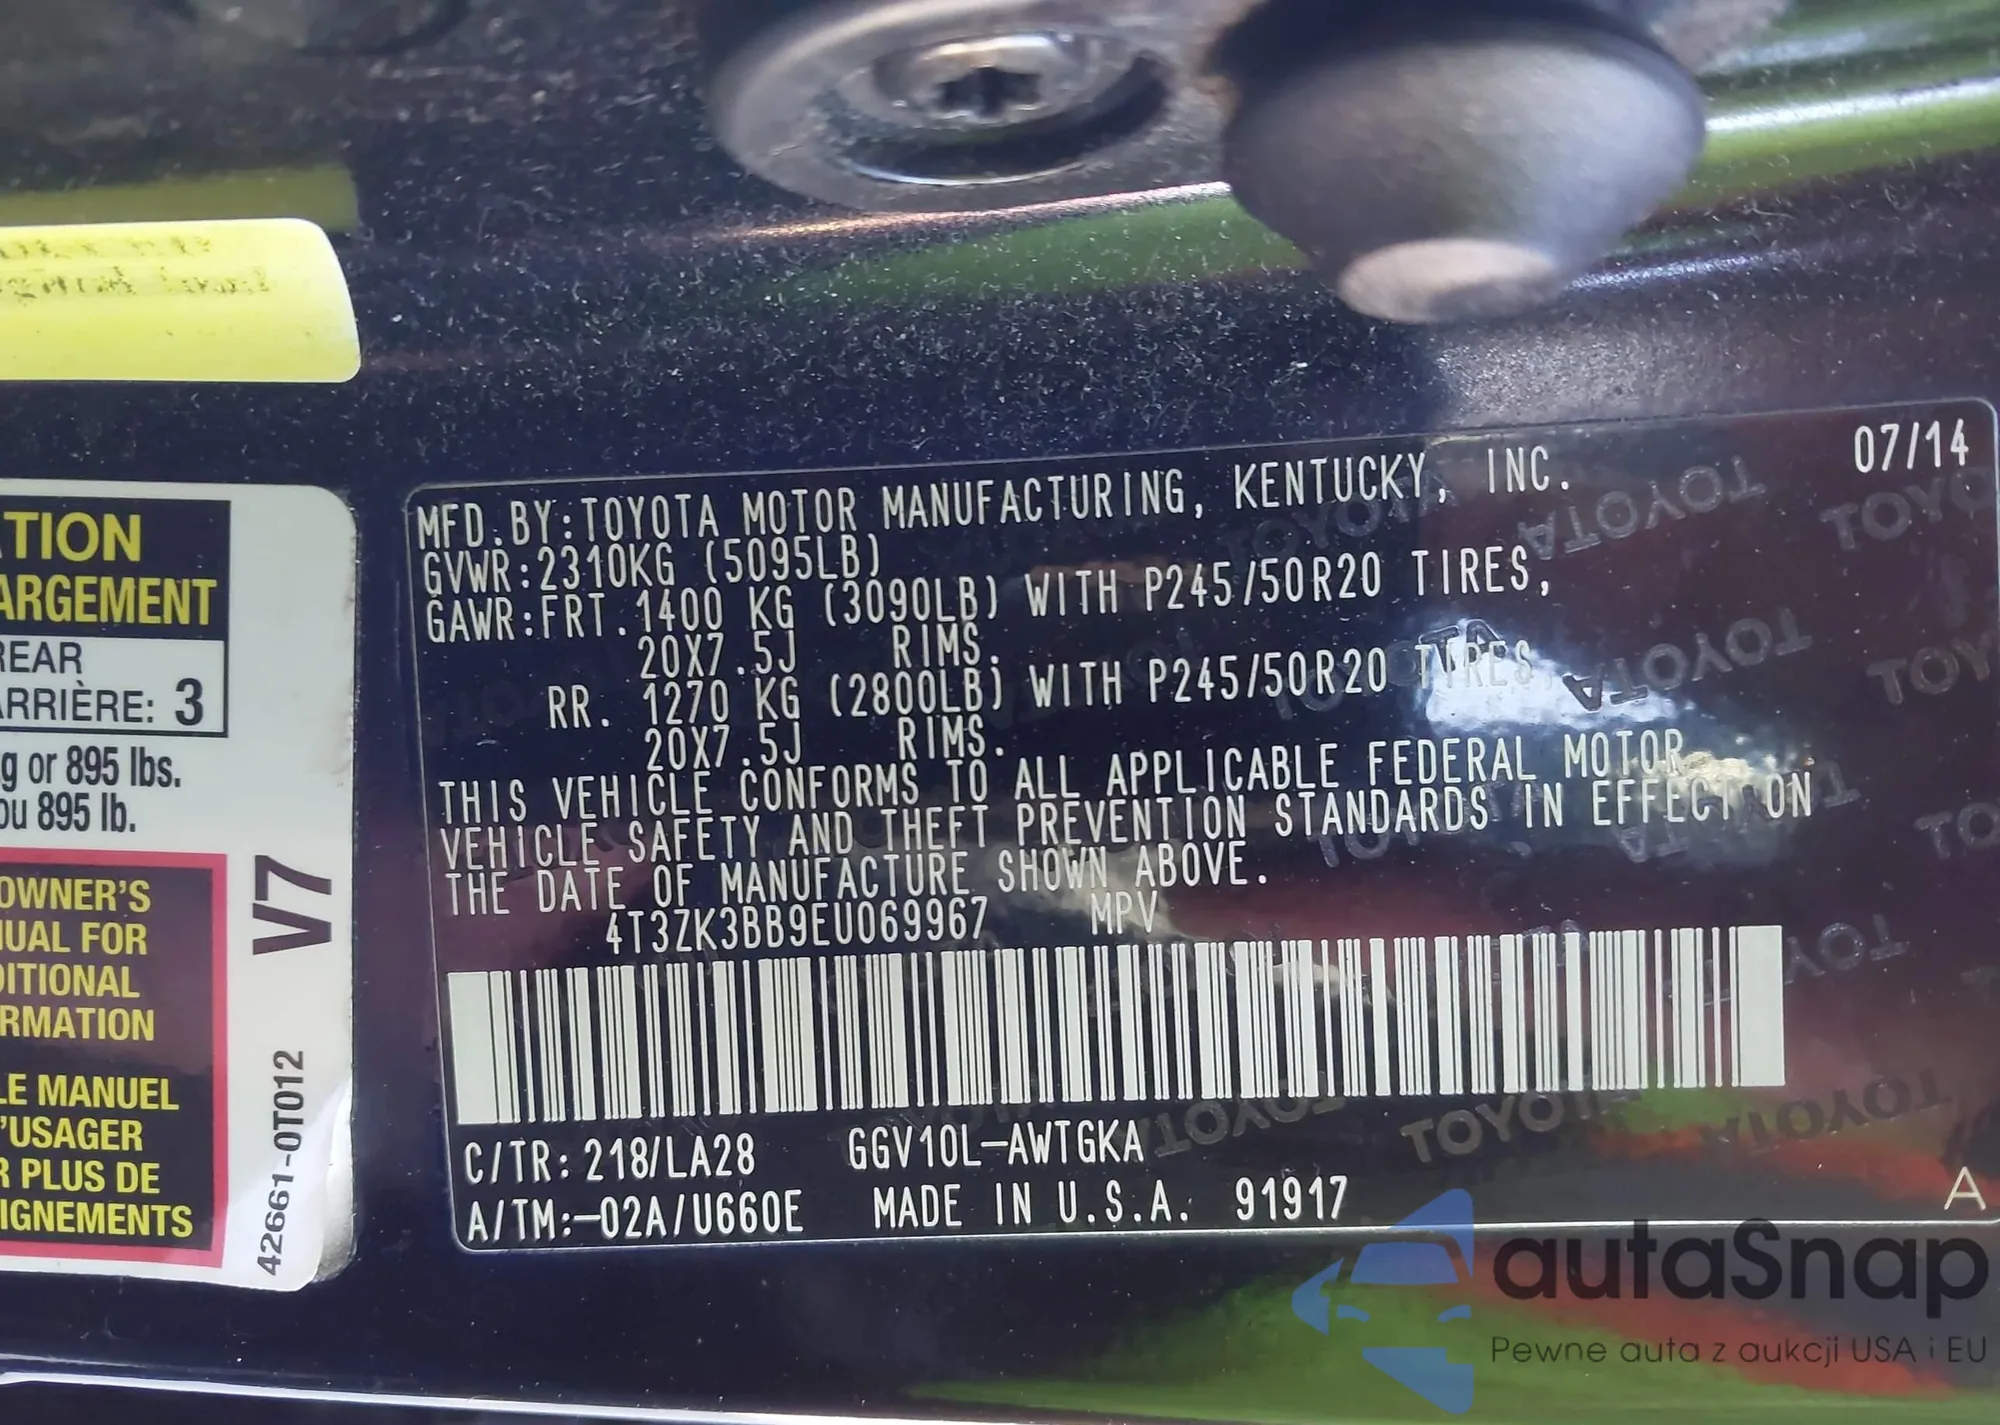 TION
ARGEMENT
REAR
ARRIÈRE: 3
g or 895 lbs.
ou 895 lb.
OWNER'S
UAL FOR
DITIONAL
RMATION
LE MANUEL
'USAGER
R PLUS DE
IGNEMENTS
V7
42661-0T012
07/14
MFD.BY:TOYOTA MOTOR MANUFACTURING, KENTUCKY, INC.
GVWR:2310KG (5095LB)
GAWR:FRT.1400 KG (3090LB) WITH P245/50R20 TIRES,
20X7.5J RIMS.
RR. 1270 KG (2800LB) WITH P245/50R20 TIRES,
20X7.5J RIMS.
THIS VEHICLE CONFORMS TO ALL APPLICABLE FEDERAL MOTOR
VEHICLE SAFETY AND THEFT PREVENTION STANDARDS IN EFFECT ON
THE DATE OF MANUFACTURE SHOWN ABOVE.
4T3ZK3BB9EU069967 MPV
C/TR:218/LA28 GGV10L-AWTGKA
A/TM:-02A/U660E MADE IN U.S.A. 91917
A
autaSnap
Pewne auta z aukcji USA i EU